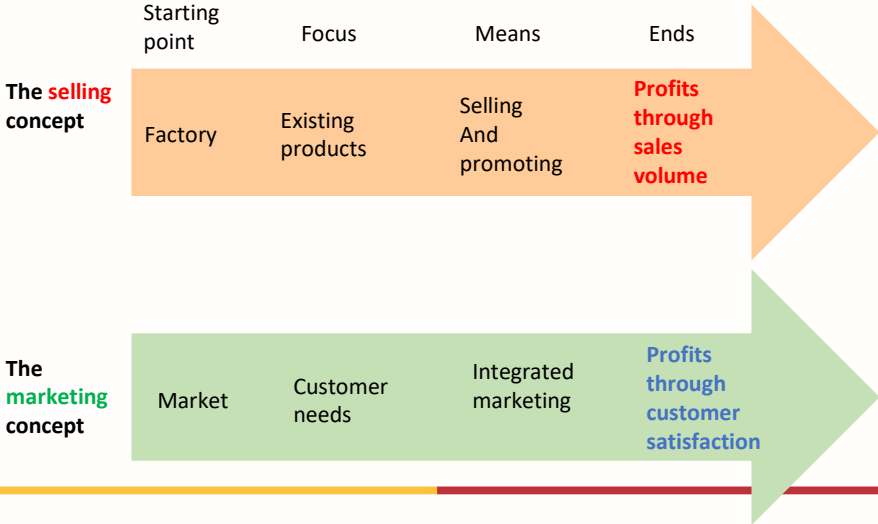 Starting
point
Focus
Means
Ends
The selling
concept
Factory
Existing
products
Selling
And
promoting
Profits
through
sales
volume
The
marketing
concept
Market
Customer
needs
Integrated
marketing
Profits
through
customer
satisfaction